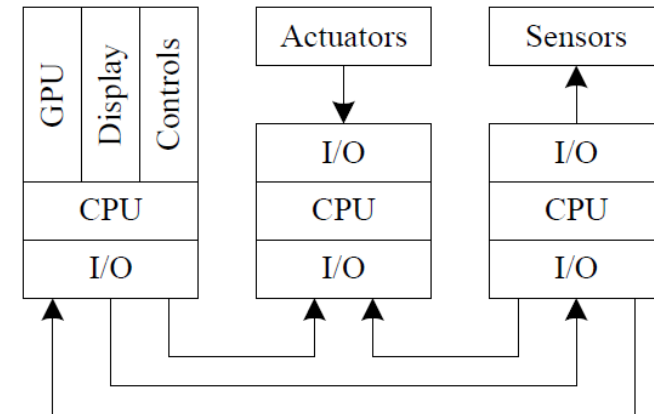 GPU
Display
Controls
CPU
I/O
Actuators
I/O
CPU
I/O
Sensors
I/O
CPU
I/O